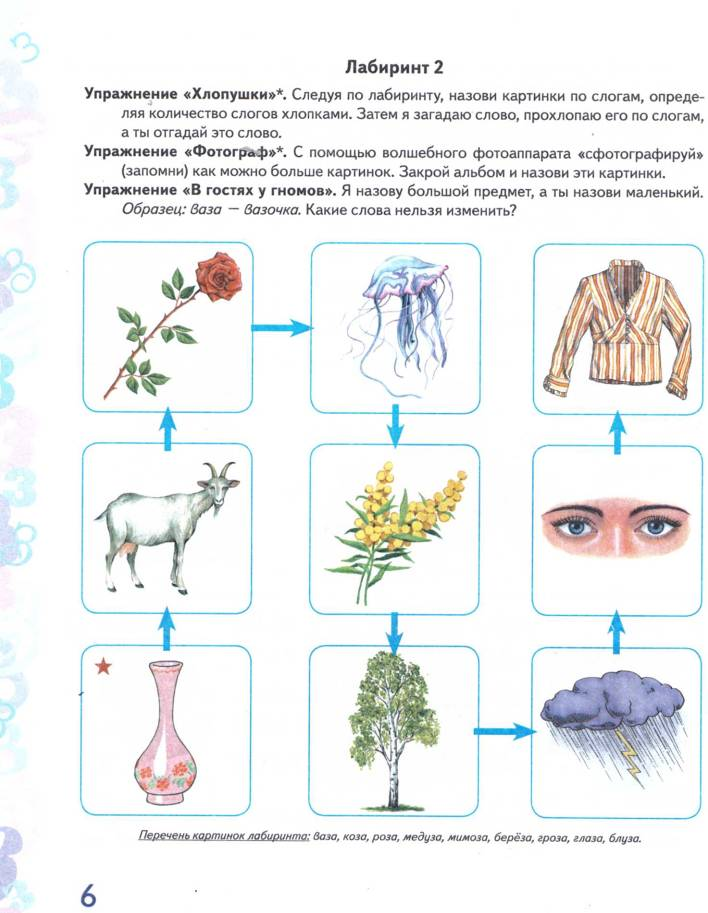 Лабиринт 2
Упражнение «Хлопушки»*. Следуя по лабиринту, назови картинки по слогам, опреде-
ляя количество слогов хлопками. Затем я загадаю слово, прохлопаю его по слогам,
а ты отгадай это слово.
Упражнение «Фотограф»*. С помощью волшебного фотоаппарата «сфотографируй»
(запомни) как можно больше картинок. Закрой альбом и назови эти картинки.
Упражнение «В гостях у гномов». Я назову большой предмет, а ты назови маленький.
Образец: ваза — вазочка. Какие слова нельзя изменить?
Перечень картинок лабиринта: ваза, коза, роза, медуза, мимоза, берёза, гроза, глаза, блуза.
6